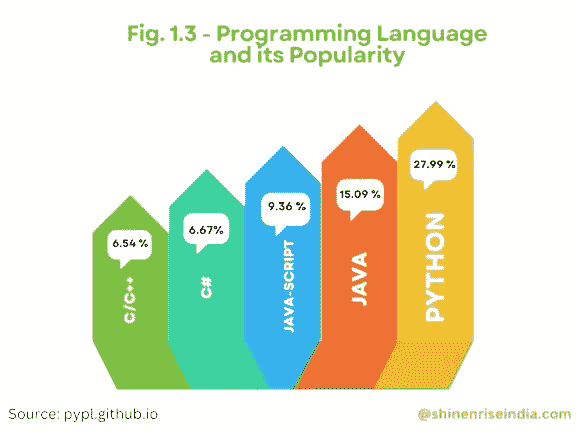 Fig. 1.3 - Programming Language
and its Popularity
6.54 %
6.67%
9.36 %
15.09 %
27.99 %
C/C++
C#
JAVA-SCRIPT
JAVA
PYTHON
Source: pypl.github.io
@shinenriseindia.com